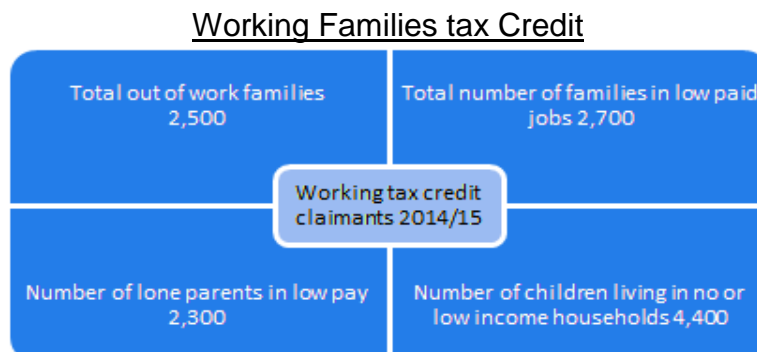 Working Families tax Credit
Total out of work families
2,500
Total number of families in low paid
jobs 2,700
Working tax credit
claimants 2014/15
Number of lone parents in low pay
2,300
Number of children living in no or
low income households 4,400